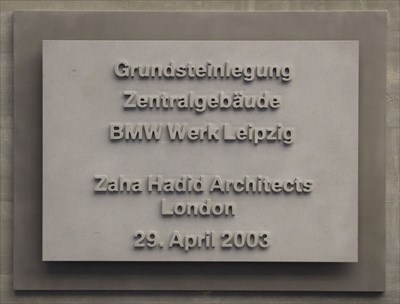 Grundsteinlegung
Zentralgebäude
BMW Werk Leipzig
Zaha Hadid Architects
London
29. April 2003